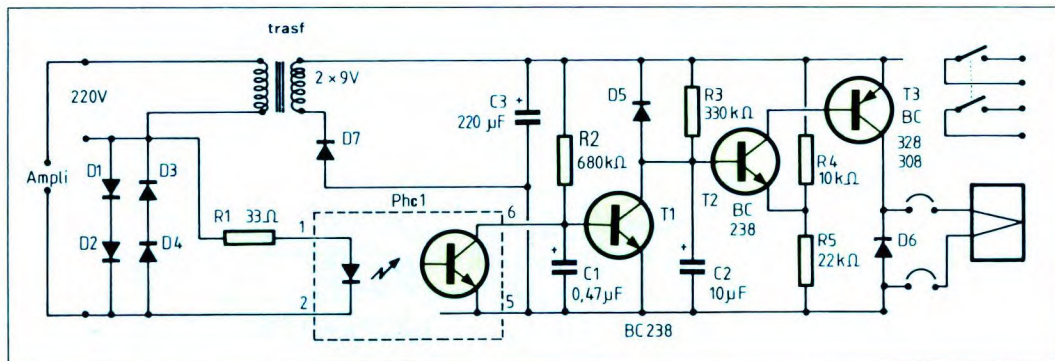 trasf
220V
2 × 9V
Ampli
D1
D2
D3
D4
R1 33Ω
D7
Phc1
1
2
6
5
C3
220 µF
+
R2
680kΩ
C1
0,47µF
+
D5
T1
R3
330kΩ
T2
BC
238
C2
10µF
+
R4
10kΩ
R5
22kΩ
T3
BC
328
308
D6
BC238